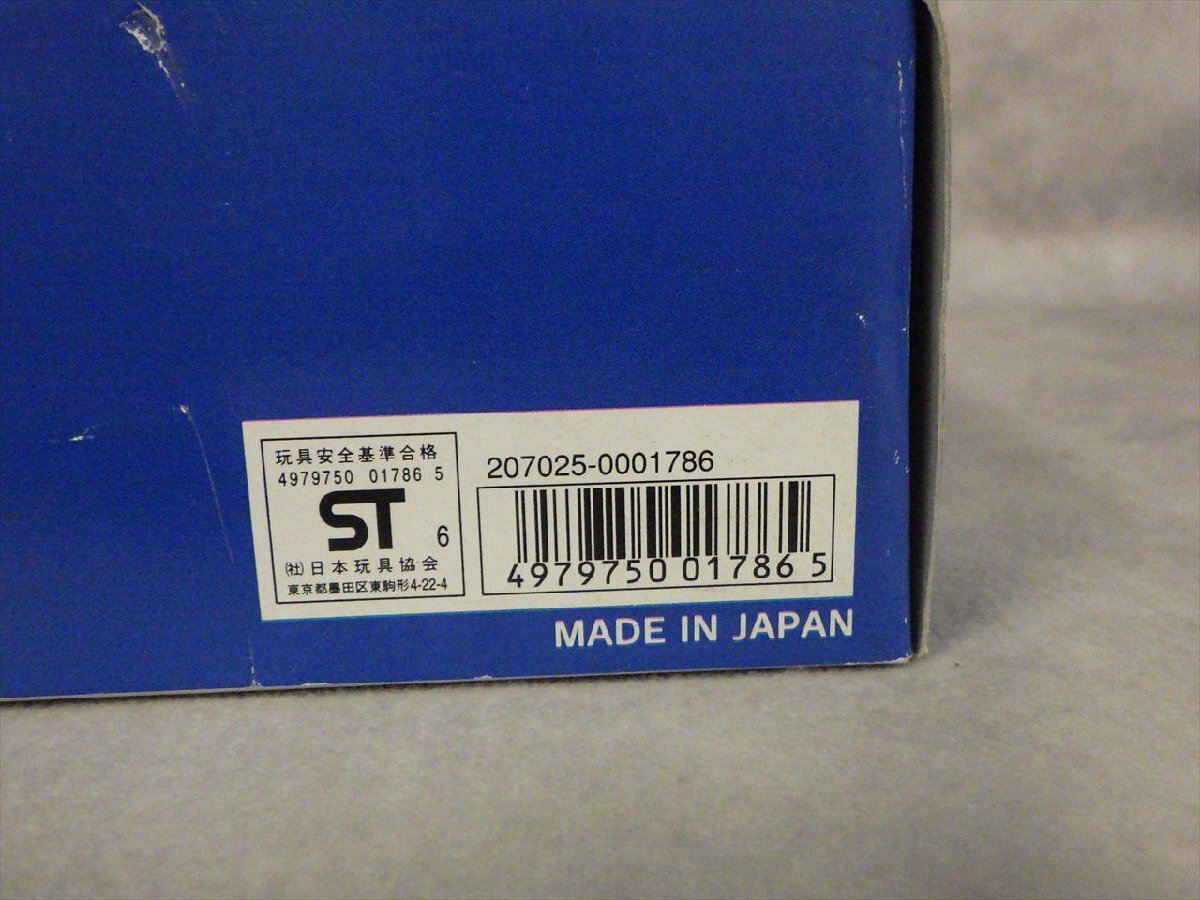 玩具安全基準合格
4979750 01786 5
ST 6
(社)日本玩具協会
東京都墨田区東駒形4-22-4
207025-0001786
4979750 01786 5
MADE IN JAPAN